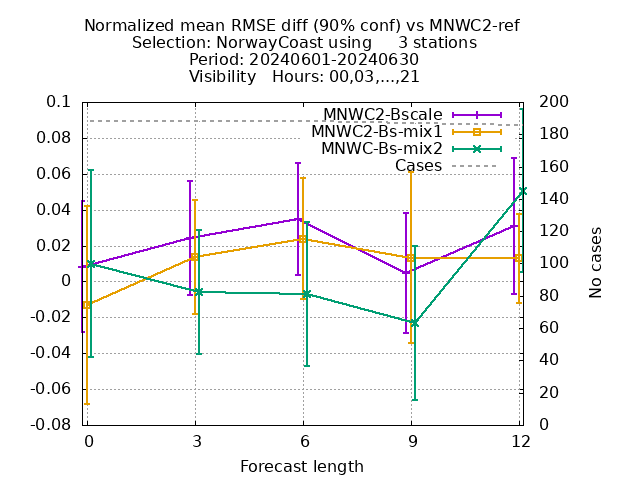 Normalized mean RMSE diff (90% conf) vs MNWC2-ref
Selection: NorwayCoast using 3 stations
Period: 20240601-20240630
Visibility Hours: 00,03,...,21
MNWC2-Bscale
MNWC2-Bs-mix1
MNWC-Bs-mix2
Cases
0.1
0.08
0.06
0.04
0.02
0
-0.02
-0.04
-0.06
-0.08
200
180
160
140
120
100
80
60
40
20
0
No cases
0 3 6 9 12
Forecast length